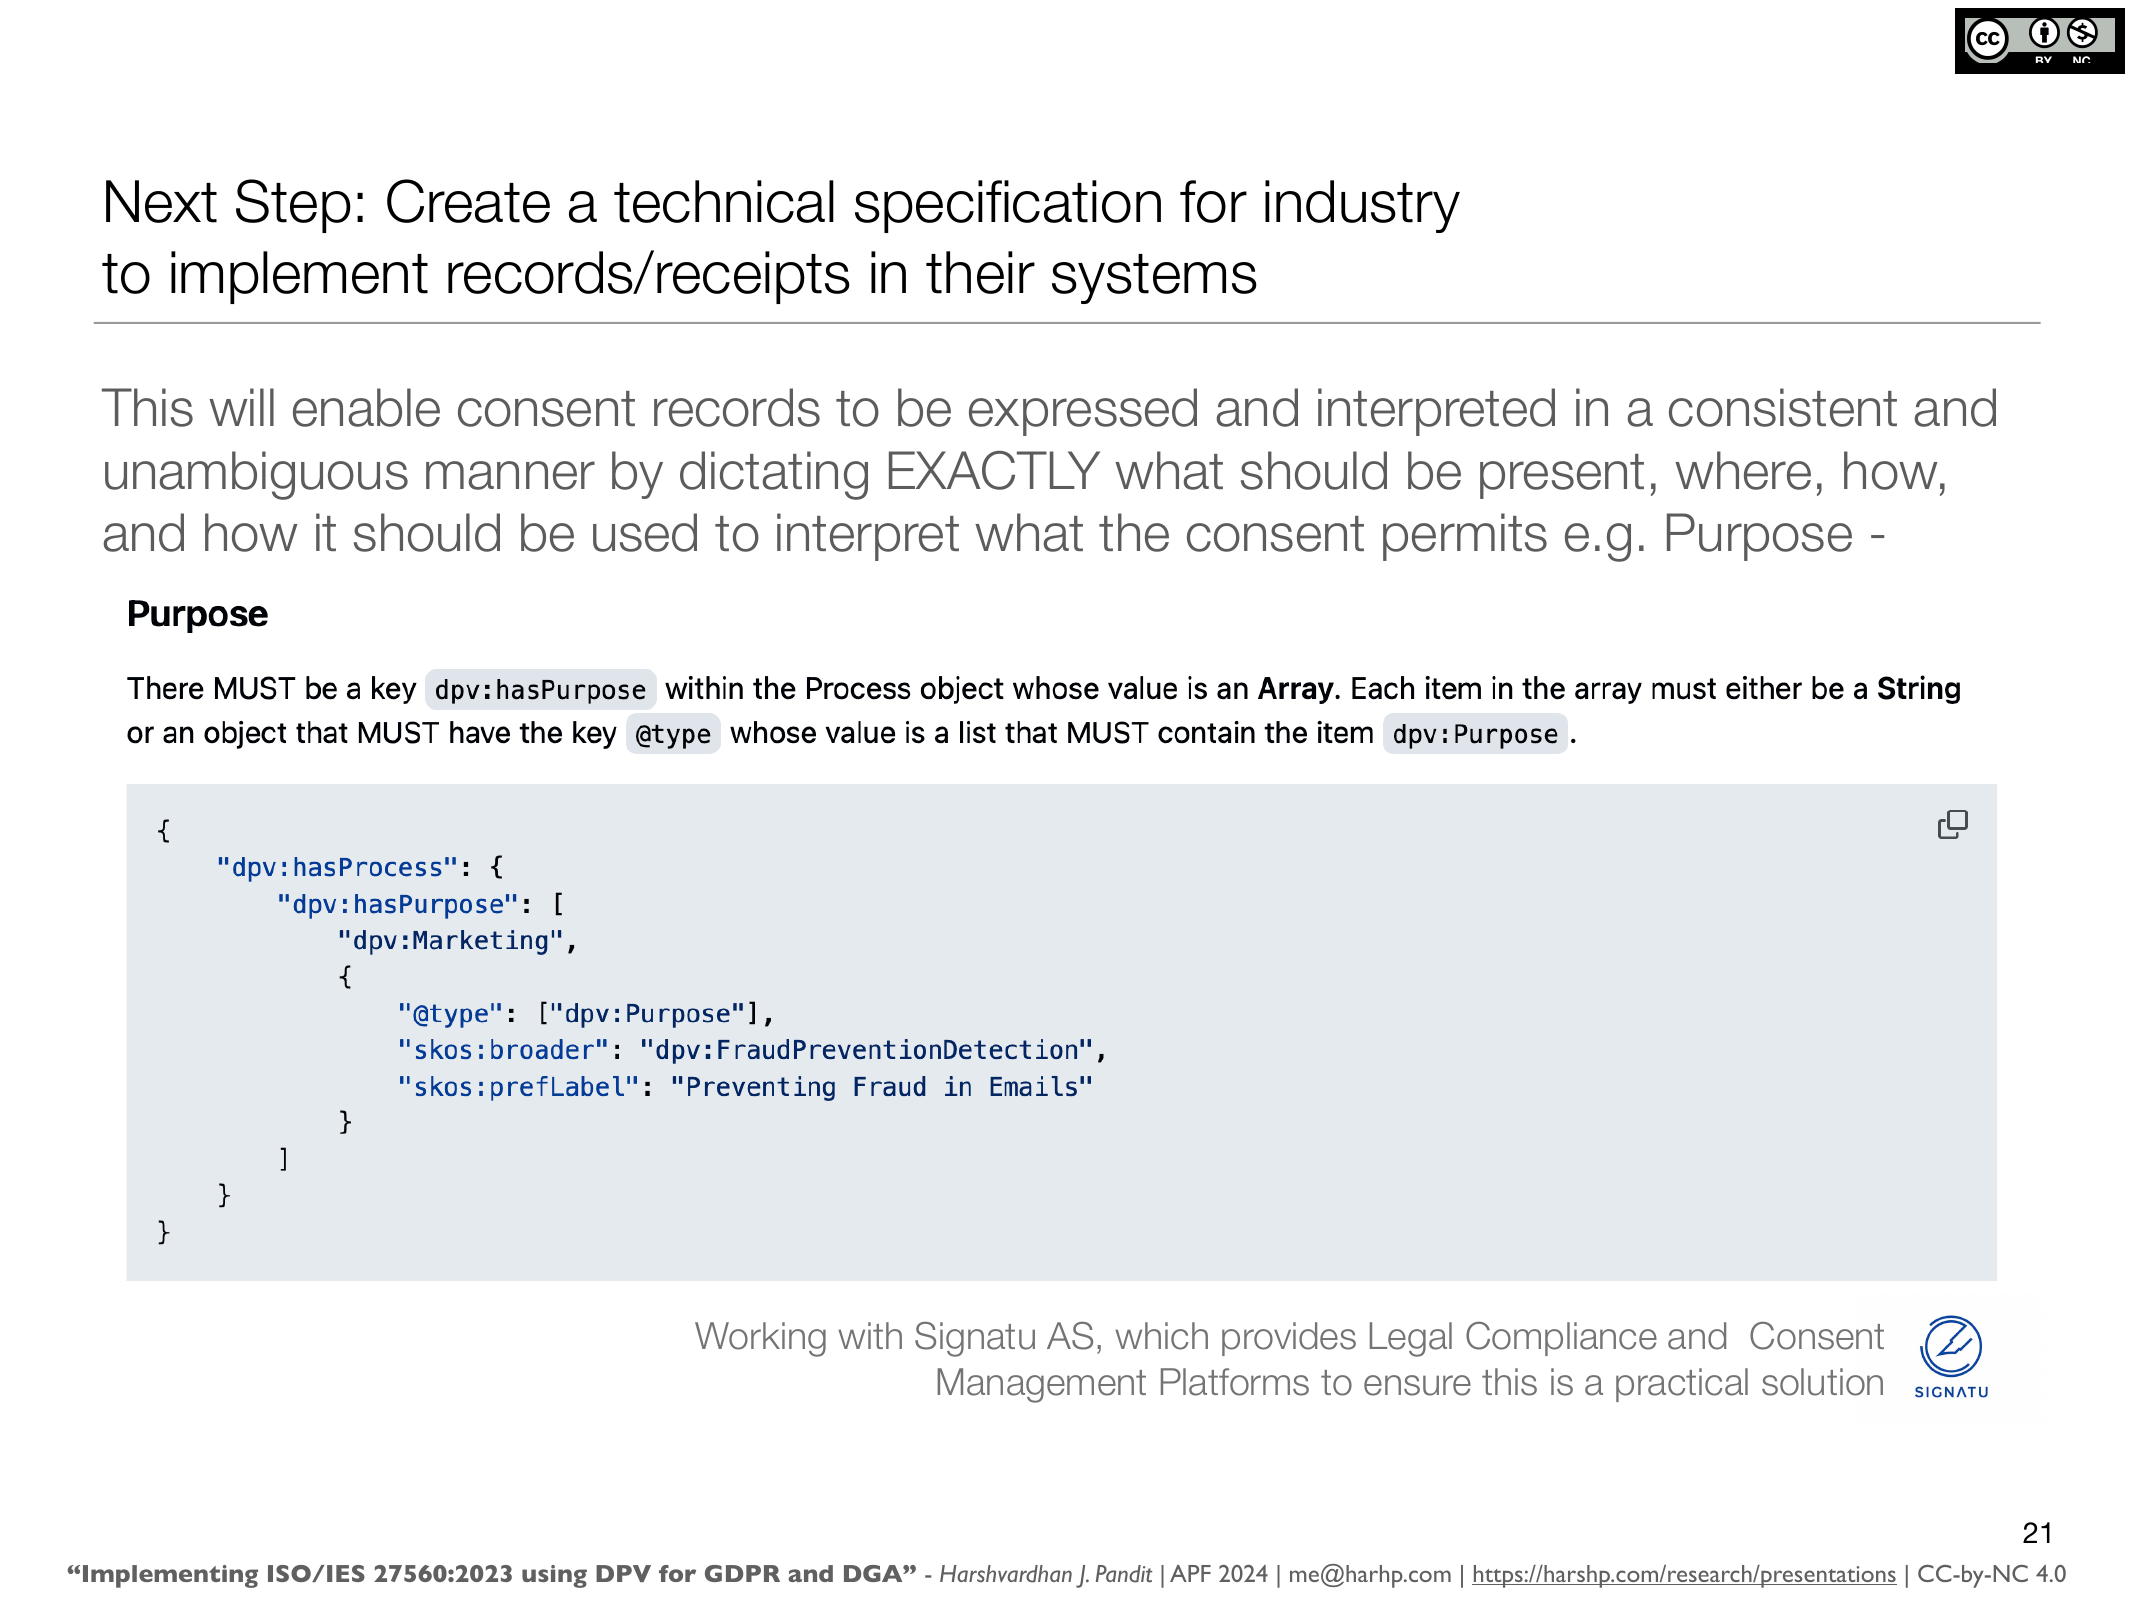 CC BY NC
Next Step: Create a technical specification for industry
to implement records/receipts in their systems
This will enable consent records to be expressed and interpreted in a consistent and
unambiguous manner by dictating EXACTLY what should be present, where, how,
and how it should be used to interpret what the consent permits e.g. Purpose -
Purpose
There MUST be a key dpv:hasPurpose within the Process object whose value is an Array. Each item in the array must either be a String
or an object that MUST have the key @type whose value is a list that MUST contain the item dpv:Purpose.
{
    "dpv:hasProcess": {
        "dpv:hasPurpose": [
            "dpv:Marketing",
            {
                "@type": ["dpv:Purpose"],
                "skos:broader": "dpv:FraudPreventionDetection",
                "skos:prefLabel": "Preventing Fraud in Emails"
            }
        ]
    }
}
Working with Signatu AS, which provides Legal Compliance and  Consent
Management Platforms to ensure this is a practical solution
SIGNATU
21
“Implementing ISO/IES 27560:2023 using DPV for GDPR and DGA” - Harshvardhan J. Pandit | APF 2024 | me@harhp.com | https://harshp.com/research/presentations | CC-by-NC 4.0